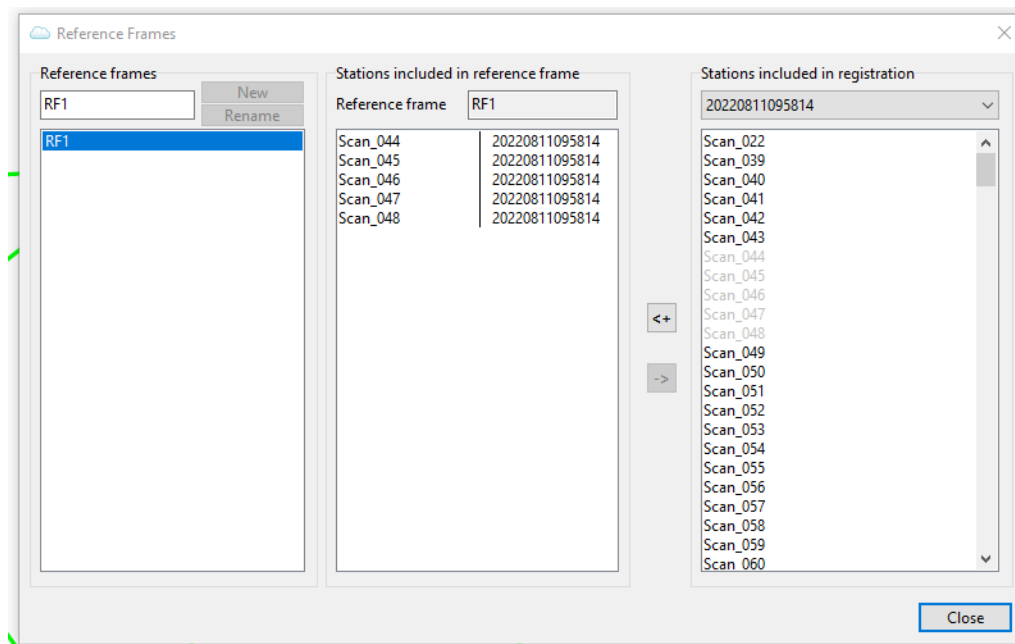 Reference Frames
Reference frames
RF1
New
Rename
RF1
Stations included in reference frame
Reference frame RF1
Scan_044 20220811095814
Scan_045 20220811095814
Scan_046 20220811095814
Scan_047 20220811095814
Scan_048 20220811095814
<+
->
Stations included in registration
20220811095814
Scan_022
Scan_039
Scan_040
Scan_041
Scan_042
Scan_043
Scan_044
Scan_045
Scan_046
Scan_047
Scan_048
Scan_049
Scan_050
Scan_051
Scan_052
Scan_053
Scan_054
Scan_055
Scan_056
Scan_057
Scan_058
Scan_059
Scan_060
Close